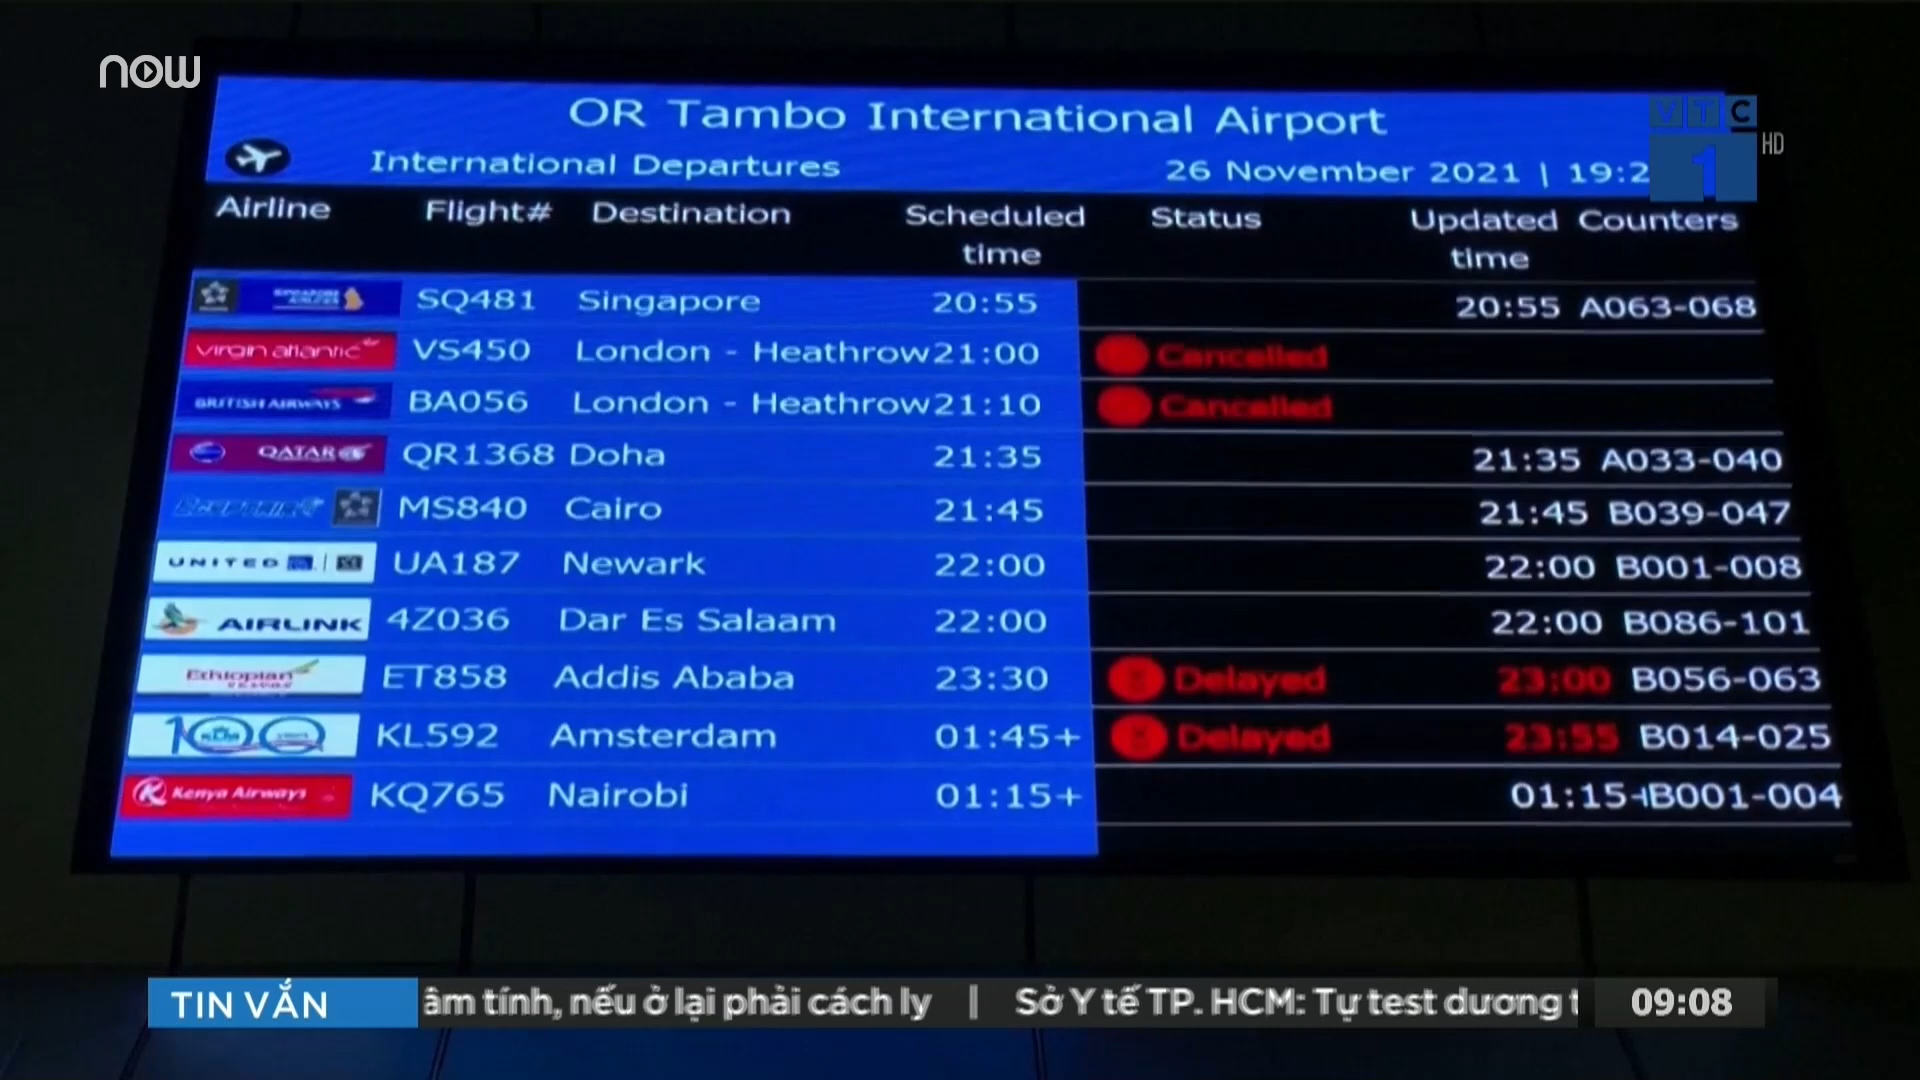 now
VTC
1 HD
OR Tambo International Airport
International Departures 26 November 2021 | 19:2
Airline Flight# Destination Scheduled time Status Updated time Counters
SINGAPORE AIRLINES SQ481 Singapore 20:55 20:55 A063-068
virgin atlantic VS450 London - Heathrow 21:00 Cancelled
BRITISH AIRWAYS BA056 London - Heathrow 21:10 Cancelled
QATAR QR1368 Doha 21:35 21:35 A033-040
EGYPTAIR MS840 Cairo 21:45 21:45 B039-047
UNITED UA187 Newark 22:00 22:00 B001-008
AIRLINK 4Z036 Dar Es Salaam 22:00 22:00 B086-101
Ethiopian ET858 Addis Ababa 23:30 Delayed 23:00 B056-063
100 KLM KL592 Amsterdam 01:45+ Delayed 23:55 B014-025
Kenya Airways KQ765 Nairobi 01:15+ 01:15+B001-004
TIN VẮN âm tính, nếu ở lại phải cách ly | Sở Y tế TP. HCM: Tự test dương 09:08